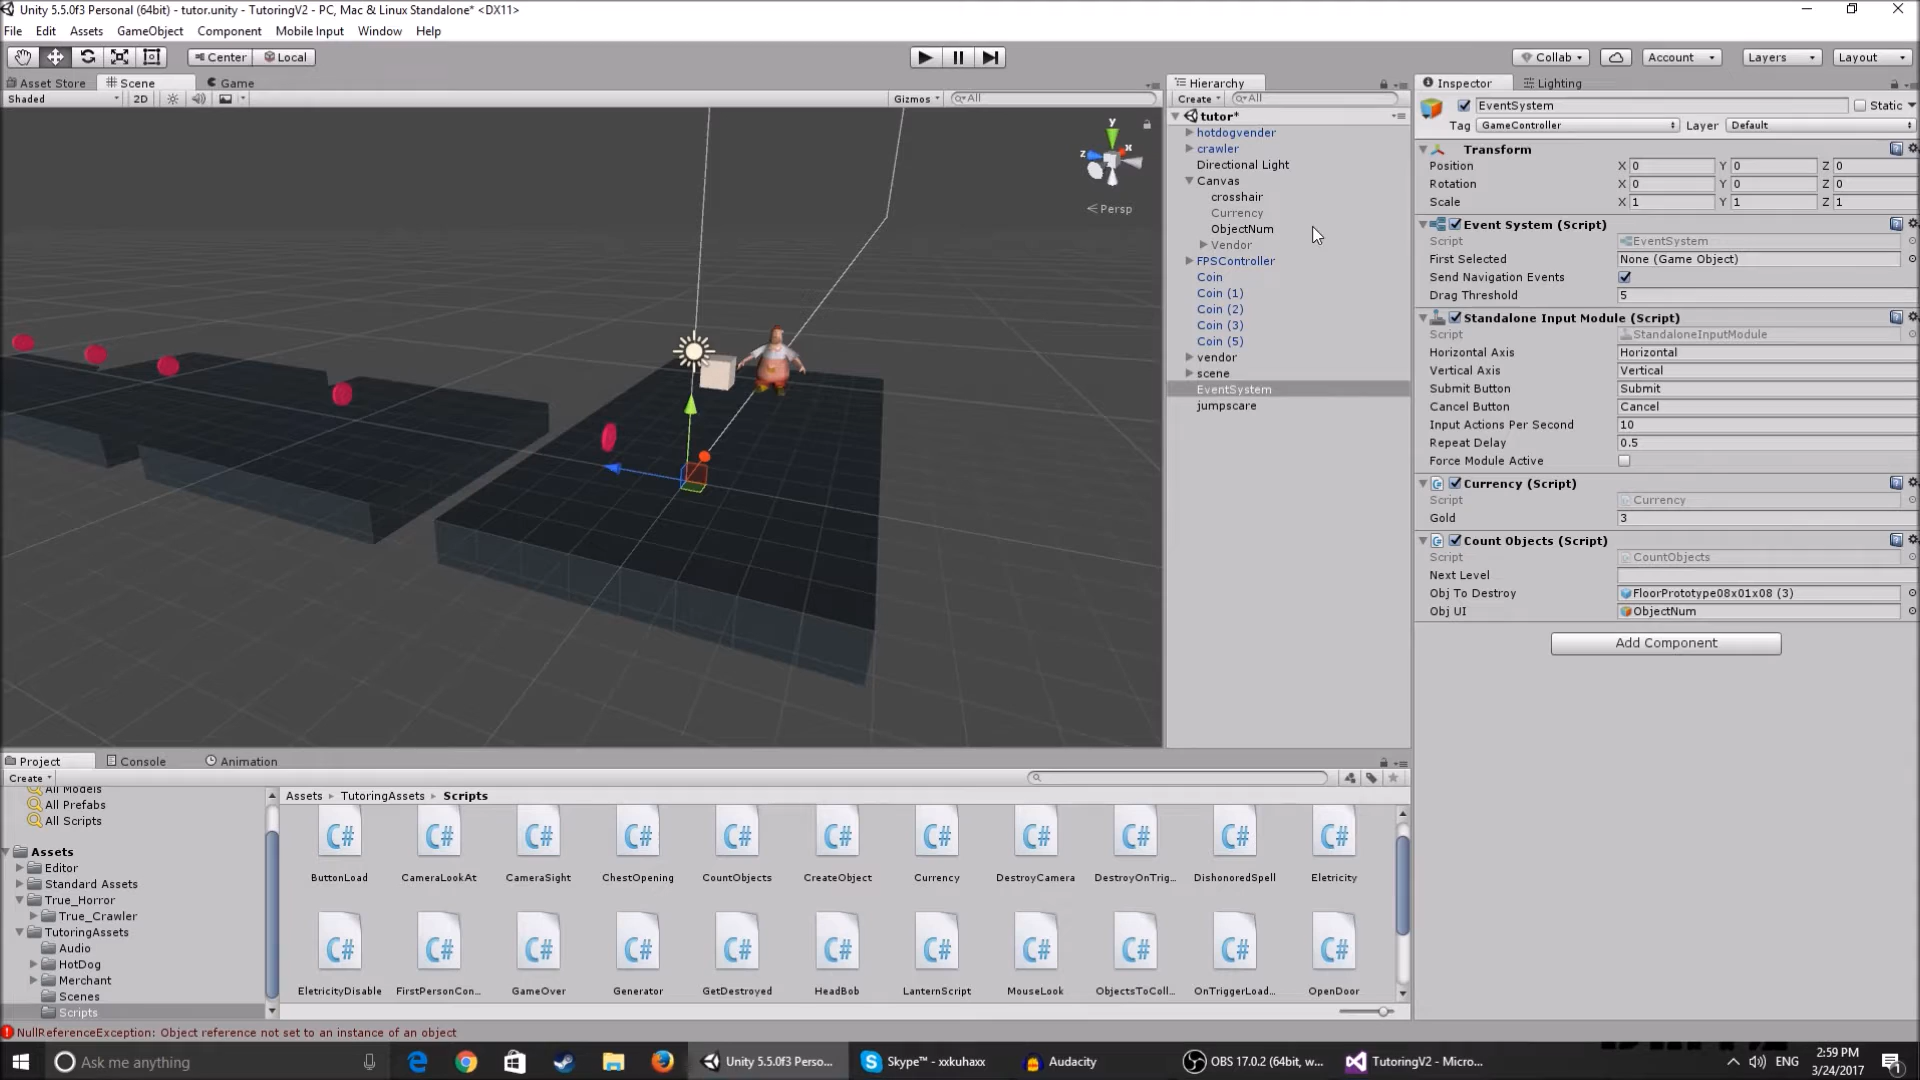 Unity 5.5.0f3 Personal (64bit) - tutor.unity - TutoringV2 - PC, Mac & Linux Standalone* <DX11>
File Edit Assets GameObject Component Mobile Input Window Help
Center Local Collab Account Layers Layout
Asset Store Scene Game
Shaded 2D Gizmos All
y
x
z
Persp
Hierarchy
Create All
tutor*
hotdogvender
crawler
Directional Light
Canvas
crosshair
Currency
ObjectNum
Vendor
FPSController
Coin
Coin (1)
Coin (2)
Coin (3)
Coin (5)
vendor
scene
EventSystem
jumpscare
Inspector Lighting
EventSystem Static
Tag GameController Layer Default
Transform
Position X 0 Y 0 Z 0
Rotation X 0 Y 0 Z 0
Scale X 1 Y 1 Z 1
Event System (Script)
Script EventSystem
First Selected None (Game Object)
Send Navigation Events
Drag Threshold 5
Standalone Input Module (Script)
Script StandaloneInputModule
Horizontal Axis Horizontal
Vertical Axis Vertical
Submit Button Submit
Cancel Button Cancel
Input Actions Per Second 10
Repeat Delay 0.5
Force Module Active
Currency (Script)
Script Currency
Gold 3
Count Objects (Script)
Script CountObjects
Next Level
Obj To Destroy FloorPrototype08x01x08 (3)
Obj UI ObjectNum
Add Component
Project Console Animation
Create
All Models
All Prefabs
All Scripts
Assets
Editor
Standard Assets
True_Horror
True_Crawler
TutoringAssets
Audio
HotDog
Merchant
Scenes
Scripts
Assets TutoringAssets Scripts
C# C# C# C# C# C# C# C# C# C# C#
ButtonLoad CameraLookAt CameraSight ChestOpening CountObjects CreateObject Currency DestroyCamera DestroyOnTrig... DishonoredSpell Eletricity
C# C# C# C# C# C# C# C# C# C# C#
EletricityDisable FirstPersonCon... GameOver Generator GetDestroyed HeadBob LanternScript MouseLook ObjectsToColl... OnTriggerLoad... OpenDoor
NullReferenceException: Object reference not set to an instance of an object
Ask me anything Unity 5.5.0f3 Perso... Skype™ - xxkuhaxx Audacity OBS 17.0.2 (64bit, w... TutoringV2 - Micro... ENG 2:59 PM
3/24/2017